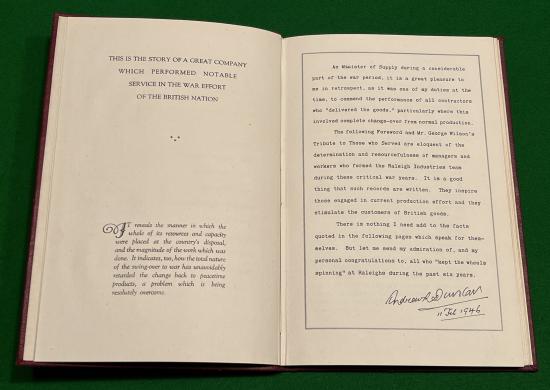 THIS IS THE STORY OF A GREAT COMPANY
WHICH PERFORMED NOTABLE
SERVICE IN THE WAR EFFORT
OF THE BRITISH NATION
IT reveals the manner in which the
whole of its resources and capacity
were placed at the country's disposal,
and the magnitude of the work which was
done. It indicates, too, how the total nature
of the swing-over to war has unavoidably
retarded the change back to peacetime
products, a problem which is being
resolutely overcome.
As Minister of Supply during a considerable
part of the war period, it is a great pleasure to
me in retrospect, as it was one of my duties at the
time, to commend the performance of all contractors
who "delivered the goods," particularly where this
involved complete change-over from normal production.
The following Foreword and Mr. George Wilson's
Tribute to Those who Served are eloquent of the
determination and resourcefulness of managers and
workers who formed the Raleigh Industries team
during these critical war years. It is a good
thing that such records are written. They inspire
those engaged in current production effort and they
stimulate the customers of British goods.
There is nothing I need add to the facts
quoted in the following pages which speak for them-
selves. But let me send my admiration of, and my
personal congratulations to, all who "kept the wheels
spinning" at Raleighs during the past six years.
Andrew R Duncan
11 Feb 1946